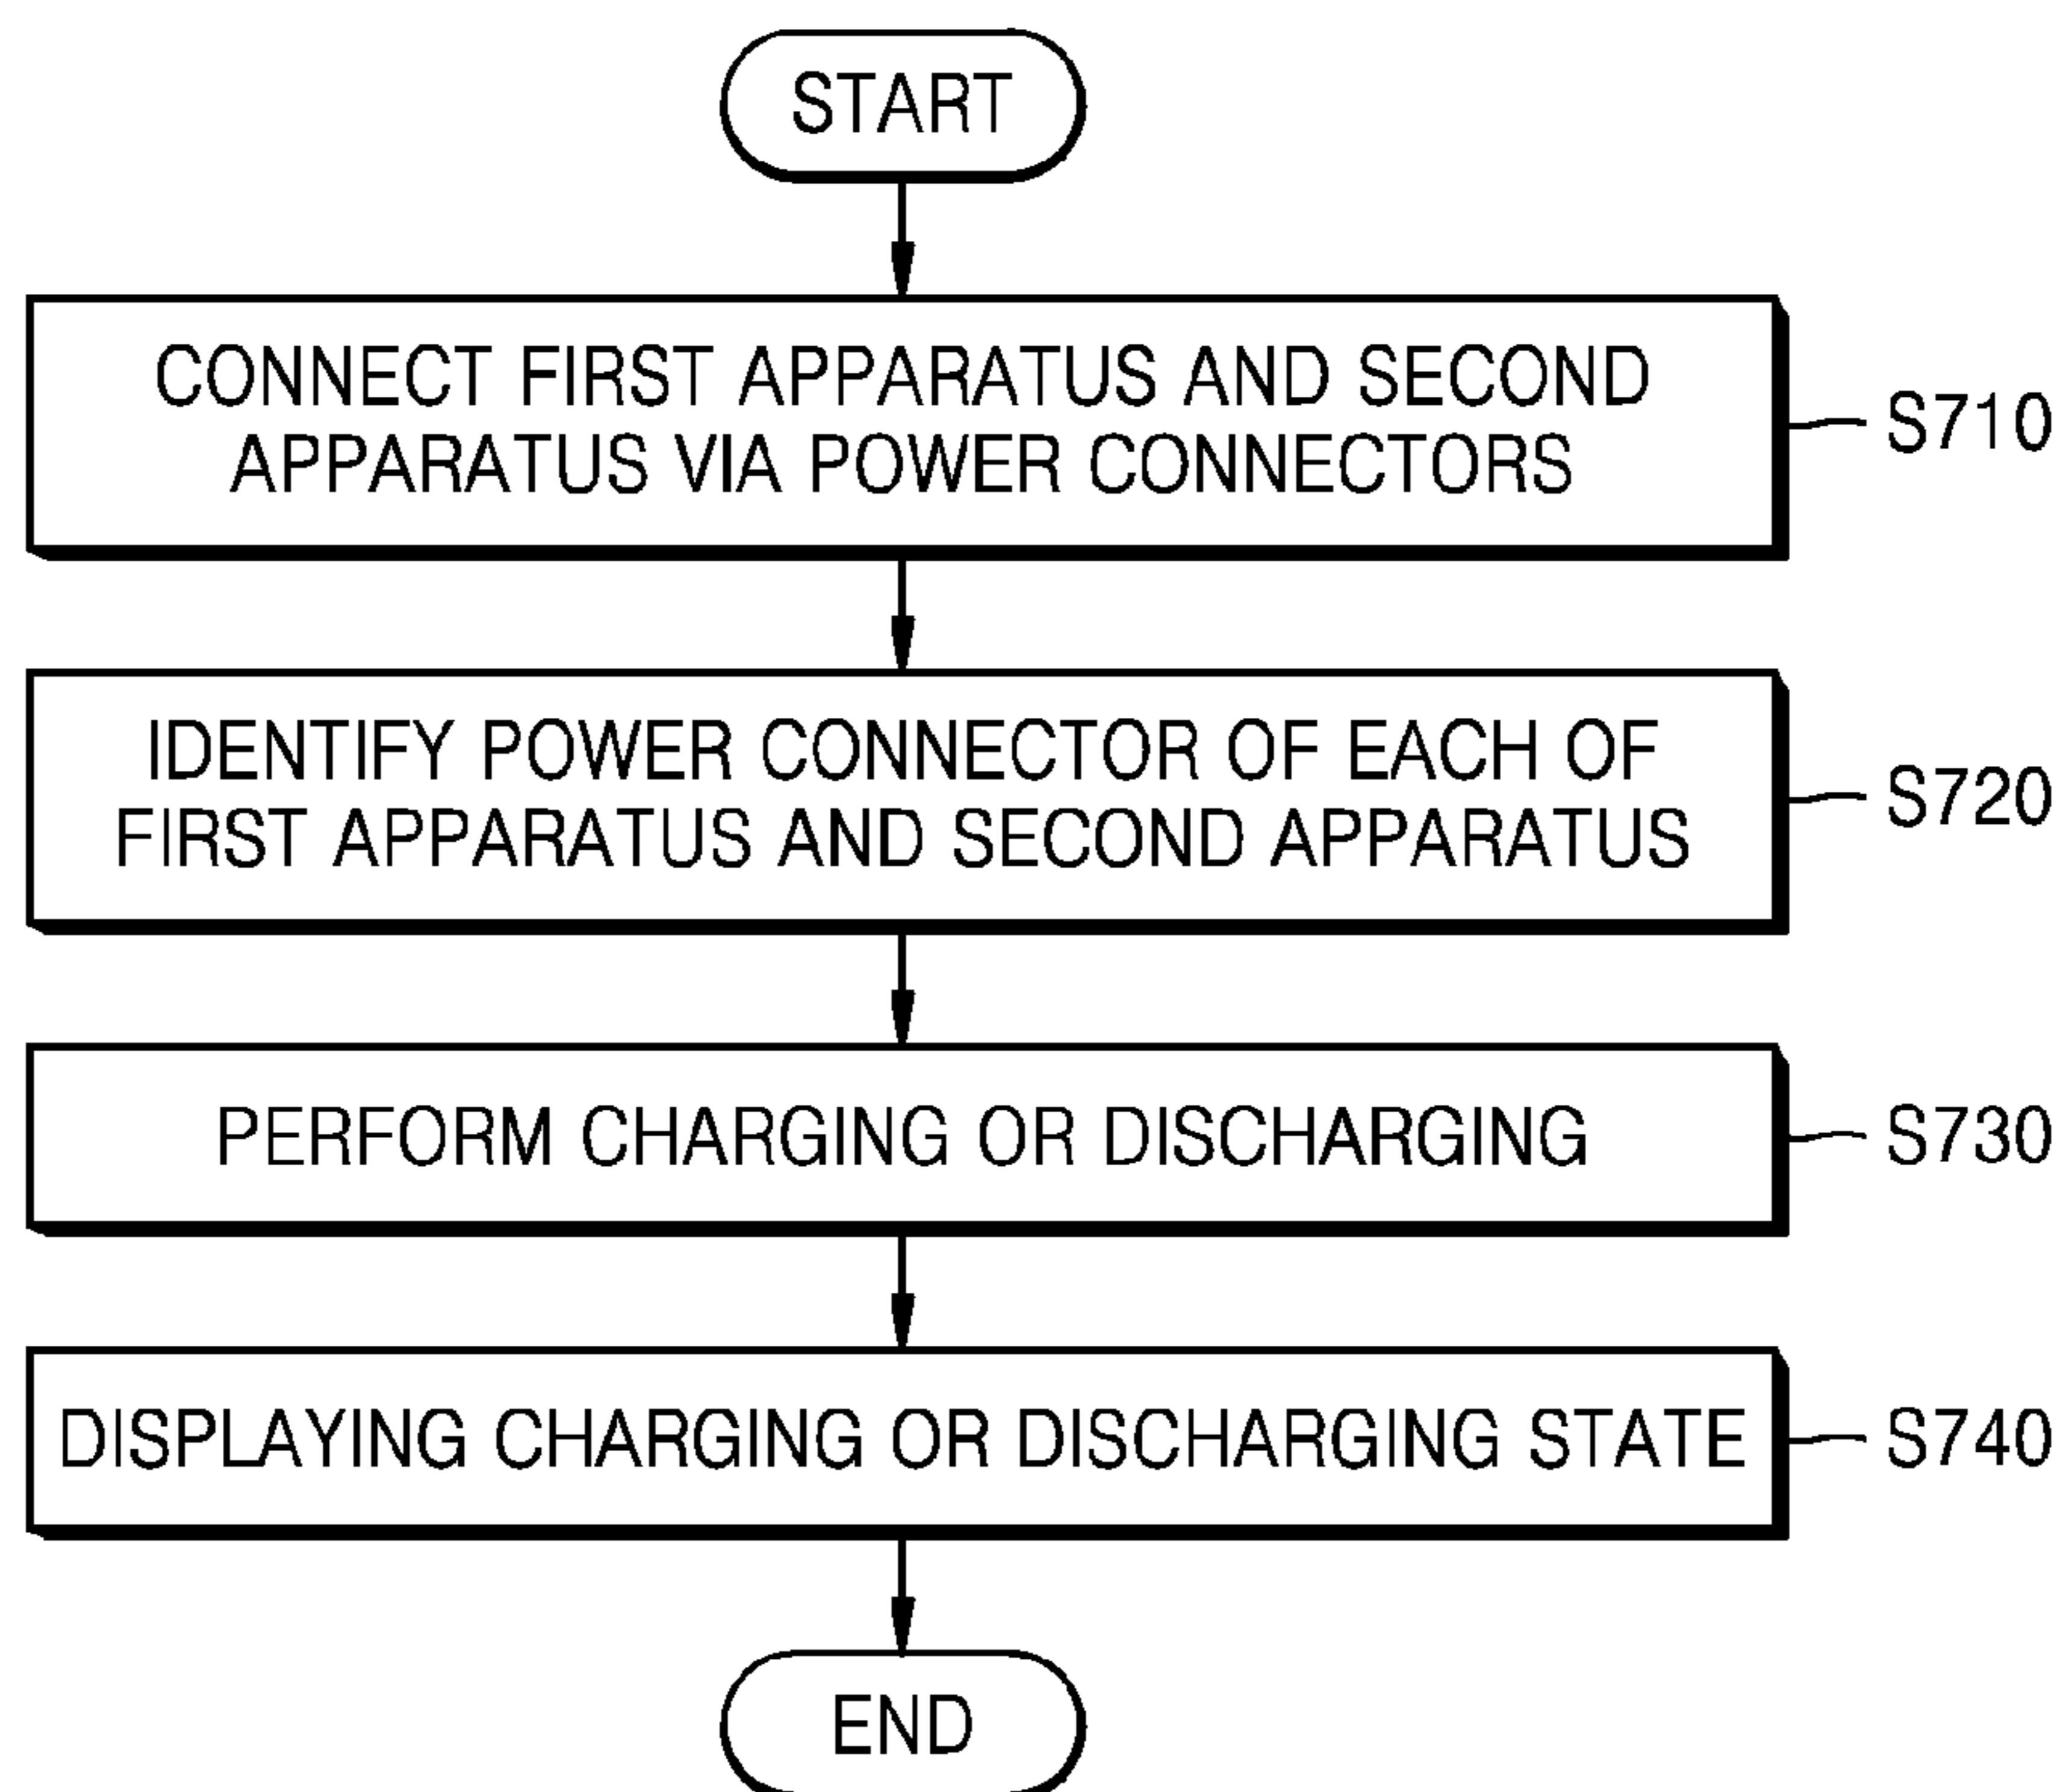 START
CONNECT FIRST APPARATUS AND SECOND
APPARATUS VIA POWER CONNECTORS
S710
IDENTIFY POWER CONNECTOR OF EACH OF
FIRST APPARATUS AND SECOND APPARATUS
S720
PERFORM CHARGING OR DISCHARGING
S730
DISPLAYING CHARGING OR DISCHARGING STATE
S740
END